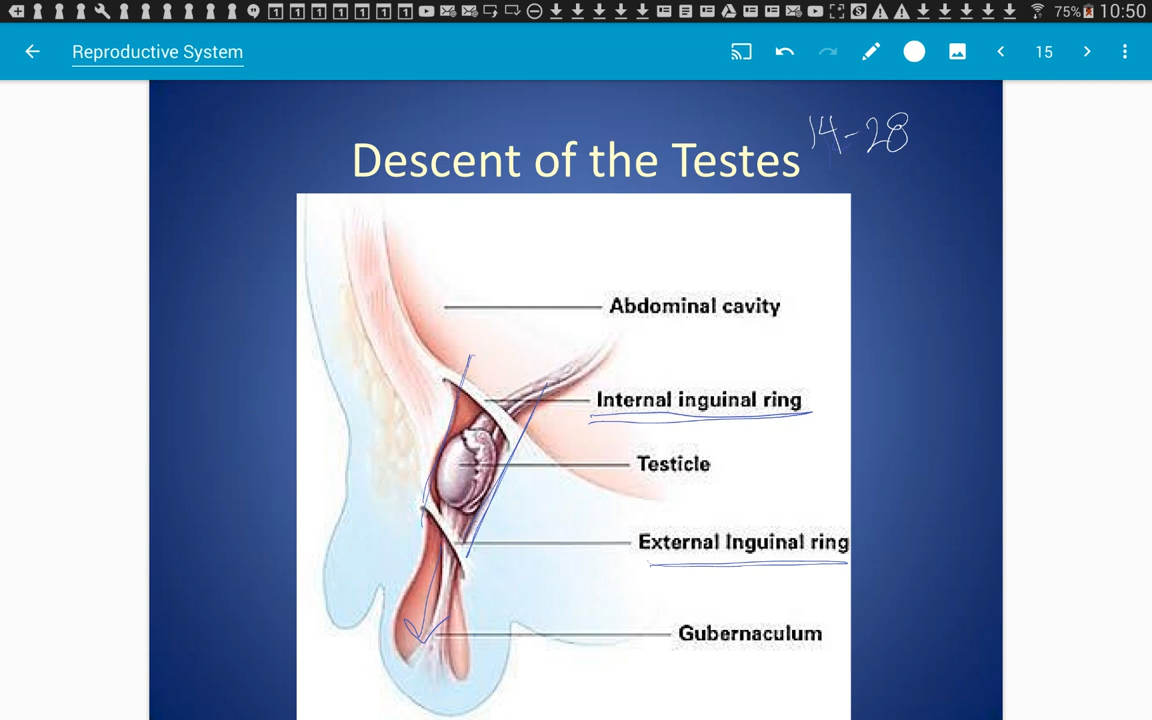 75% 10:50
Reproductive System
15
14-28
Descent of the Testes
Abdominal cavity
Internal inguinal ring
Testicle
External Inguinal ring
Gubernaculum